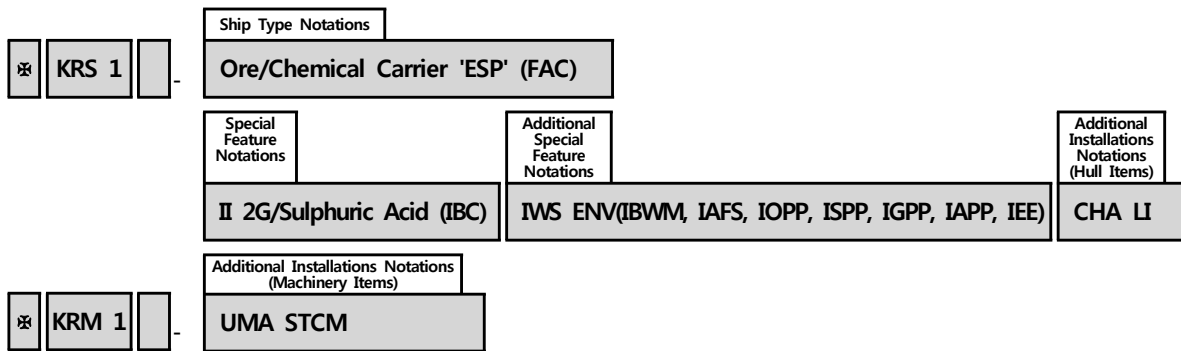 Ship Type Notations
✠ KRS 1 - Ore/Chemical Carrier 'ESP' (FAC)
Special
Feature
Notations
Additional
Special
Feature
Notations
Additional
Installations
Notations
(Hull Items)
II 2G/Sulphuric Acid (IBC) IWS ENV(IBWM, IAFS, IOPP, ISPP, IGPP, IAPP, IEE) CHA LI
Additional Installations Notations
(Machinery Items)
✠ KRM 1 - UMA STCM